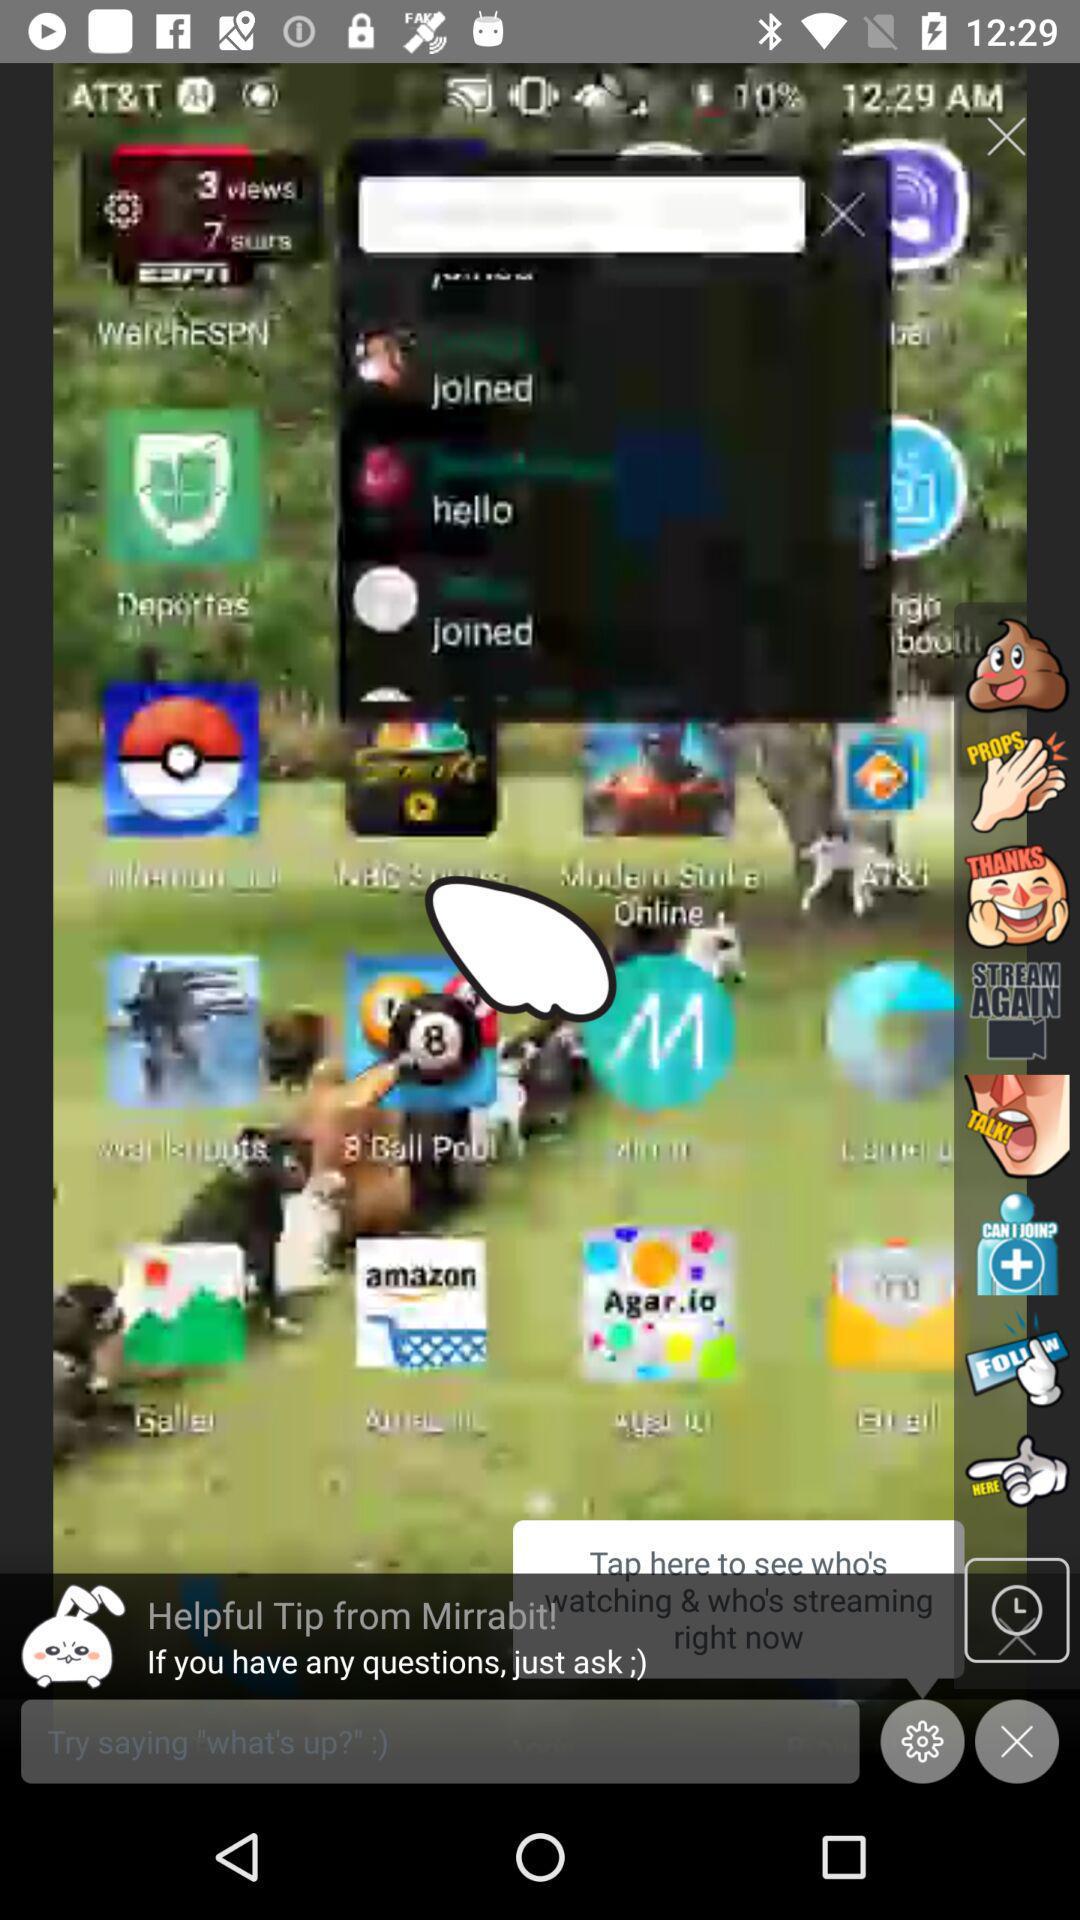 FAKE
12:29
AT&T
10%
12:29 AM
3 views
7 stars
ESPN
WatchESPN
joined
joined
hello
joined
Deportes
PROPS
THANKS
STREAM
AGAIN
TALK!
CAN I JOIN?
FOLLOW
HERE
NBC Sports
Modern Strike
Online
AT&T
8
8 Ball Pool
amazon
Agar.io
Email
Tap here to see who's
watching & who's streaming
right now
Helpful Tip from Mirrabit!
If you have any questions, just ask ;)
Try saying "what's up?" :)